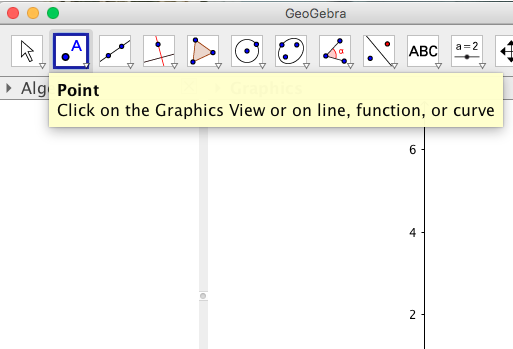 GeoGebra
A
α
ABC
a=2
Algе
Graphics
Point
Click on the Graphics View or on line, function, or curve
6
4
2